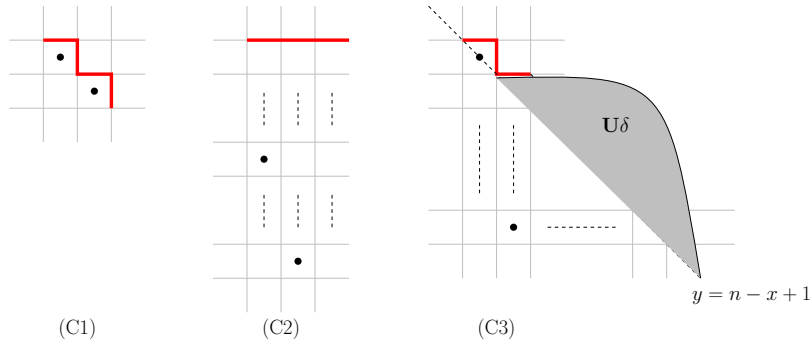 Uδ
y = n − x + 1
(C1)
(C2)
(C3)